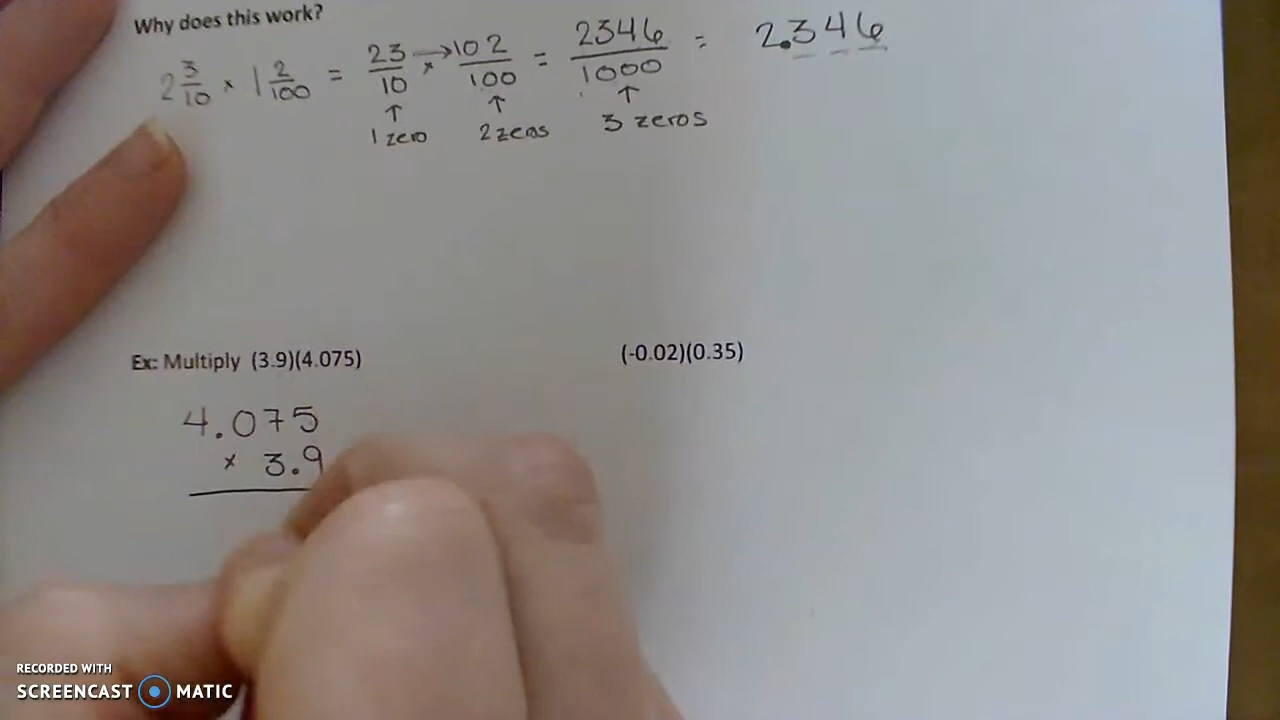 Why does this work?
2 3/10 × 1 2/100 = 23/10 × → 102/100 = 2346/1000 = 2.346
↑ ↑ ↑
1 zero 2 zeros 3 zeros
Ex: Multiply (3.9)(4.075) (-0.02)(0.35)
4.075
× 3.9
RECORDED WITH
SCREENCAST MATIC